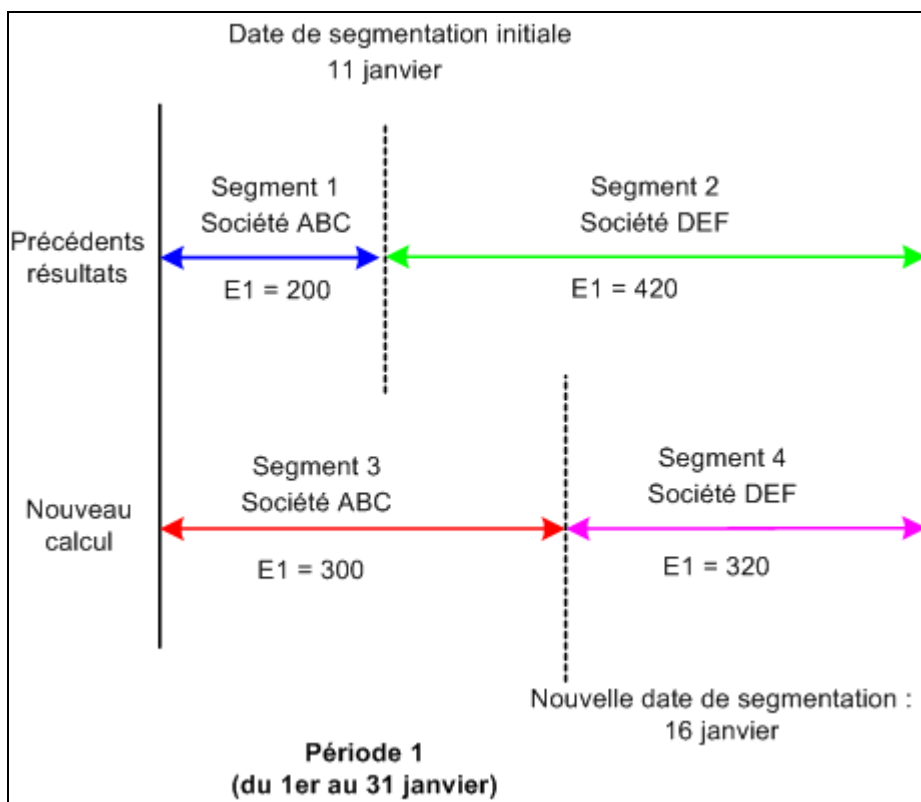 Date de segmentation initiale
11 janvier
Segment 1
Société ABC
Segment 2
Société DEF
Précédents
résultats
E1 = 200
E1 = 420
Segment 3
Société ABC
Segment 4
Société DEF
Nouveau
calcul
E1 = 300
E1 = 320
Nouvelle date de segmentation :
16 janvier
Période 1
(du 1er au 31 janvier)